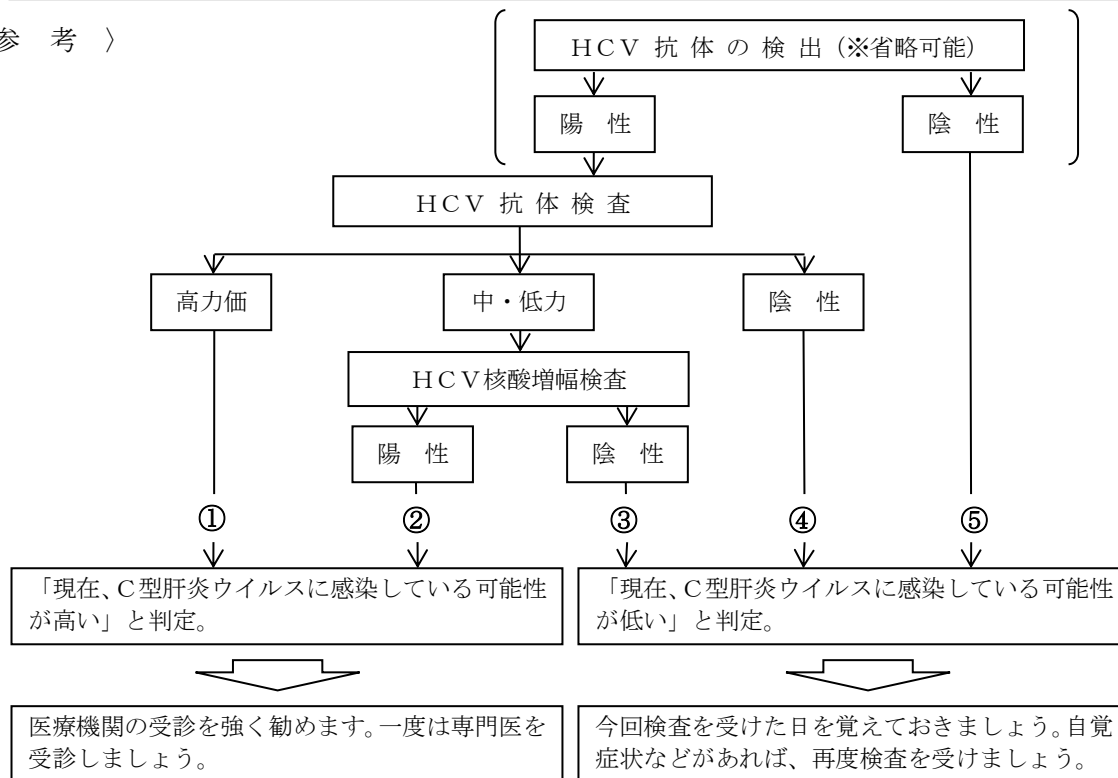 参 考 〉
HCV 抗 体 の 検 出 (※省略可能)
陽 性
陰 性
HCV 抗 体 検 査
高力価
中・低力
陰 性
HCV核酸増幅検査
陽 性
陰 性
①
②
③
④
⑤
「現在、C型肝炎ウイルスに感染している可能性
が高い」と判定。
「現在、C型肝炎ウイルスに感染している可能性
が低い」と判定。
医療機関の受診を強く勧めます。一度は専門医を
受診しましょう。
今回検査を受けた日を覚えておきましょう。自覚
症状などがあれば、再度検査を受けましょう。